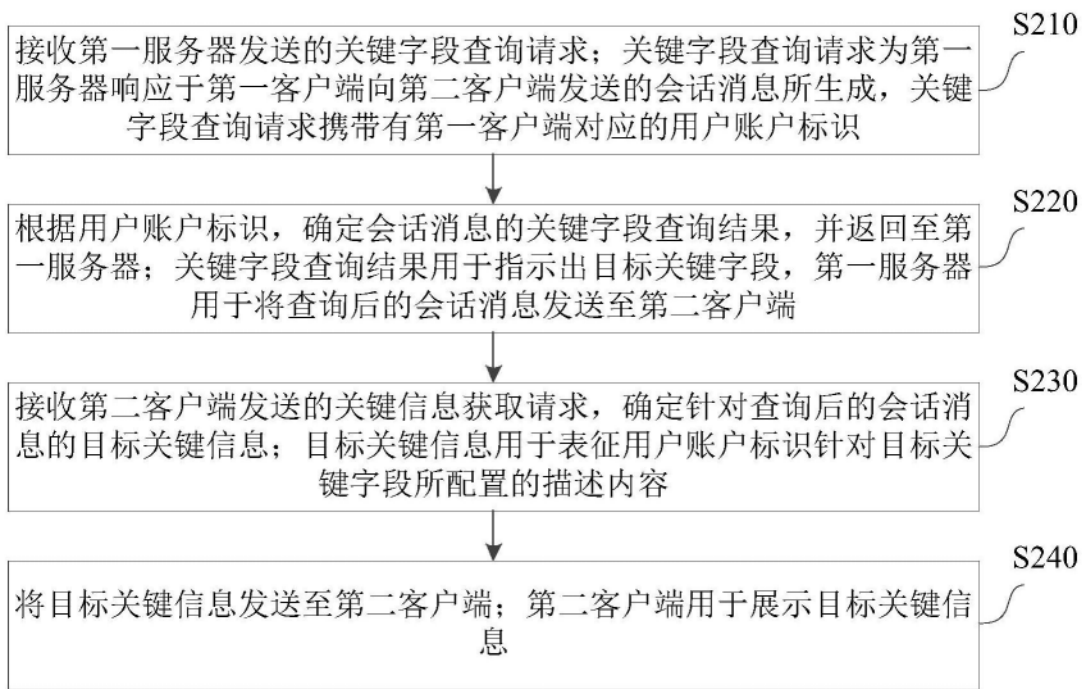 S210
接收第一服务器发送的关键字段查询请求；关键字段查询请求为第一
服务器响应于第一客户端向第二客户端发送的会话消息所生成，关键
字段查询请求携带有第一客户端对应的用户账户标识
S220
根据用户账户标识，确定会话消息的关键字段查询结果，并返回至第
一服务器；关键字段查询结果用于指示出目标关键字段，第一服务器
用于将查询后的会话消息发送至第二客户端
S230
接收第二客户端发送的关键信息获取请求，确定针对查询后的会话消
息的目标关键信息；目标关键信息用于表征用户账户标识针对目标关
键字段所配置的描述内容
S240
将目标关键信息发送至第二客户端；第二客户端用于展示目标关键信
息